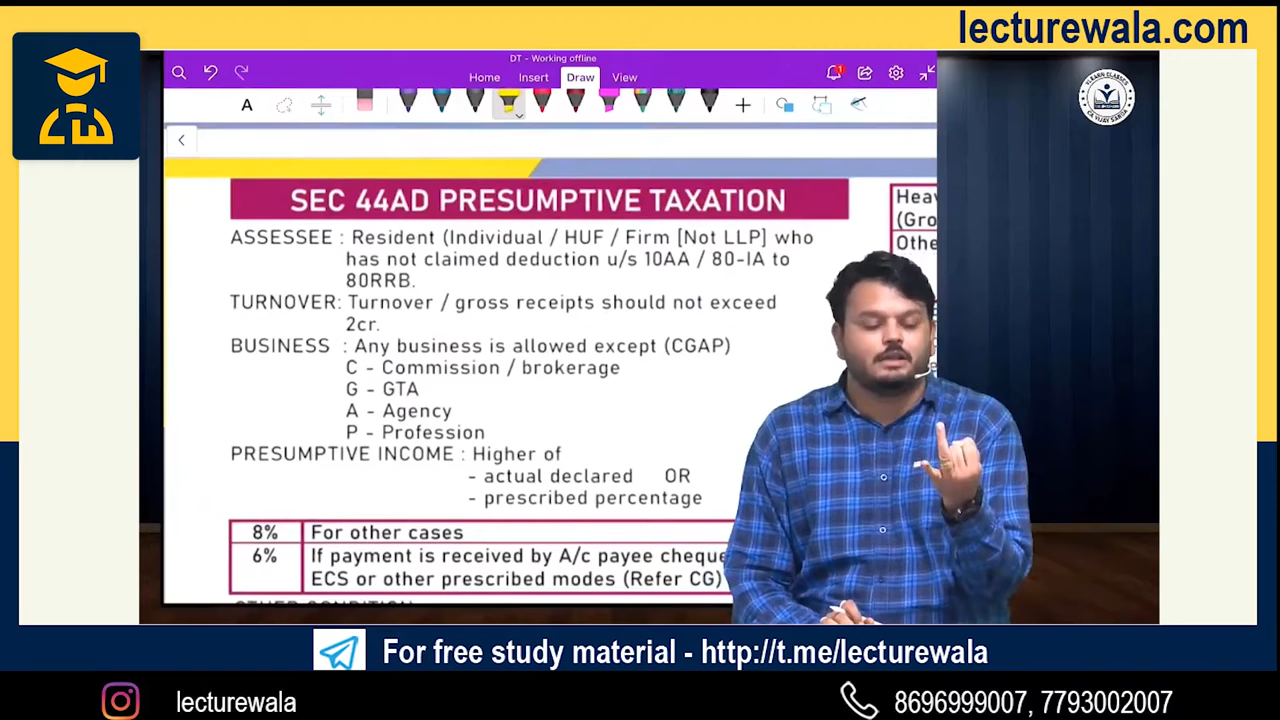 lecturewala.com
DT - Working offline
Home Insert Draw View
A
SEC 44AD PRESUMPTIVE TAXATION
ASSESSEE : Resident (Individual / HUF / Firm [Not LLP] who
has not claimed deduction u/s 10AA / 80-IA to
80RRB.
TURNOVER: Turnover / gross receipts should not exceed
2cr.
BUSINESS : Any business is allowed except (CGAP)
C - Commission / brokerage
G - GTA
A - Agency
P - Profession
PRESUMPTIVE INCOME : Higher of
- actual declared OR
- prescribed percentage
8% For other cases
6% If payment is received by A/c payee cheque
ECS or other prescribed modes (Refer CG)
Heav
(Gro
Othe
For free study material - http://t.me/lecturewala
lecturewala
8696999007, 7793002007